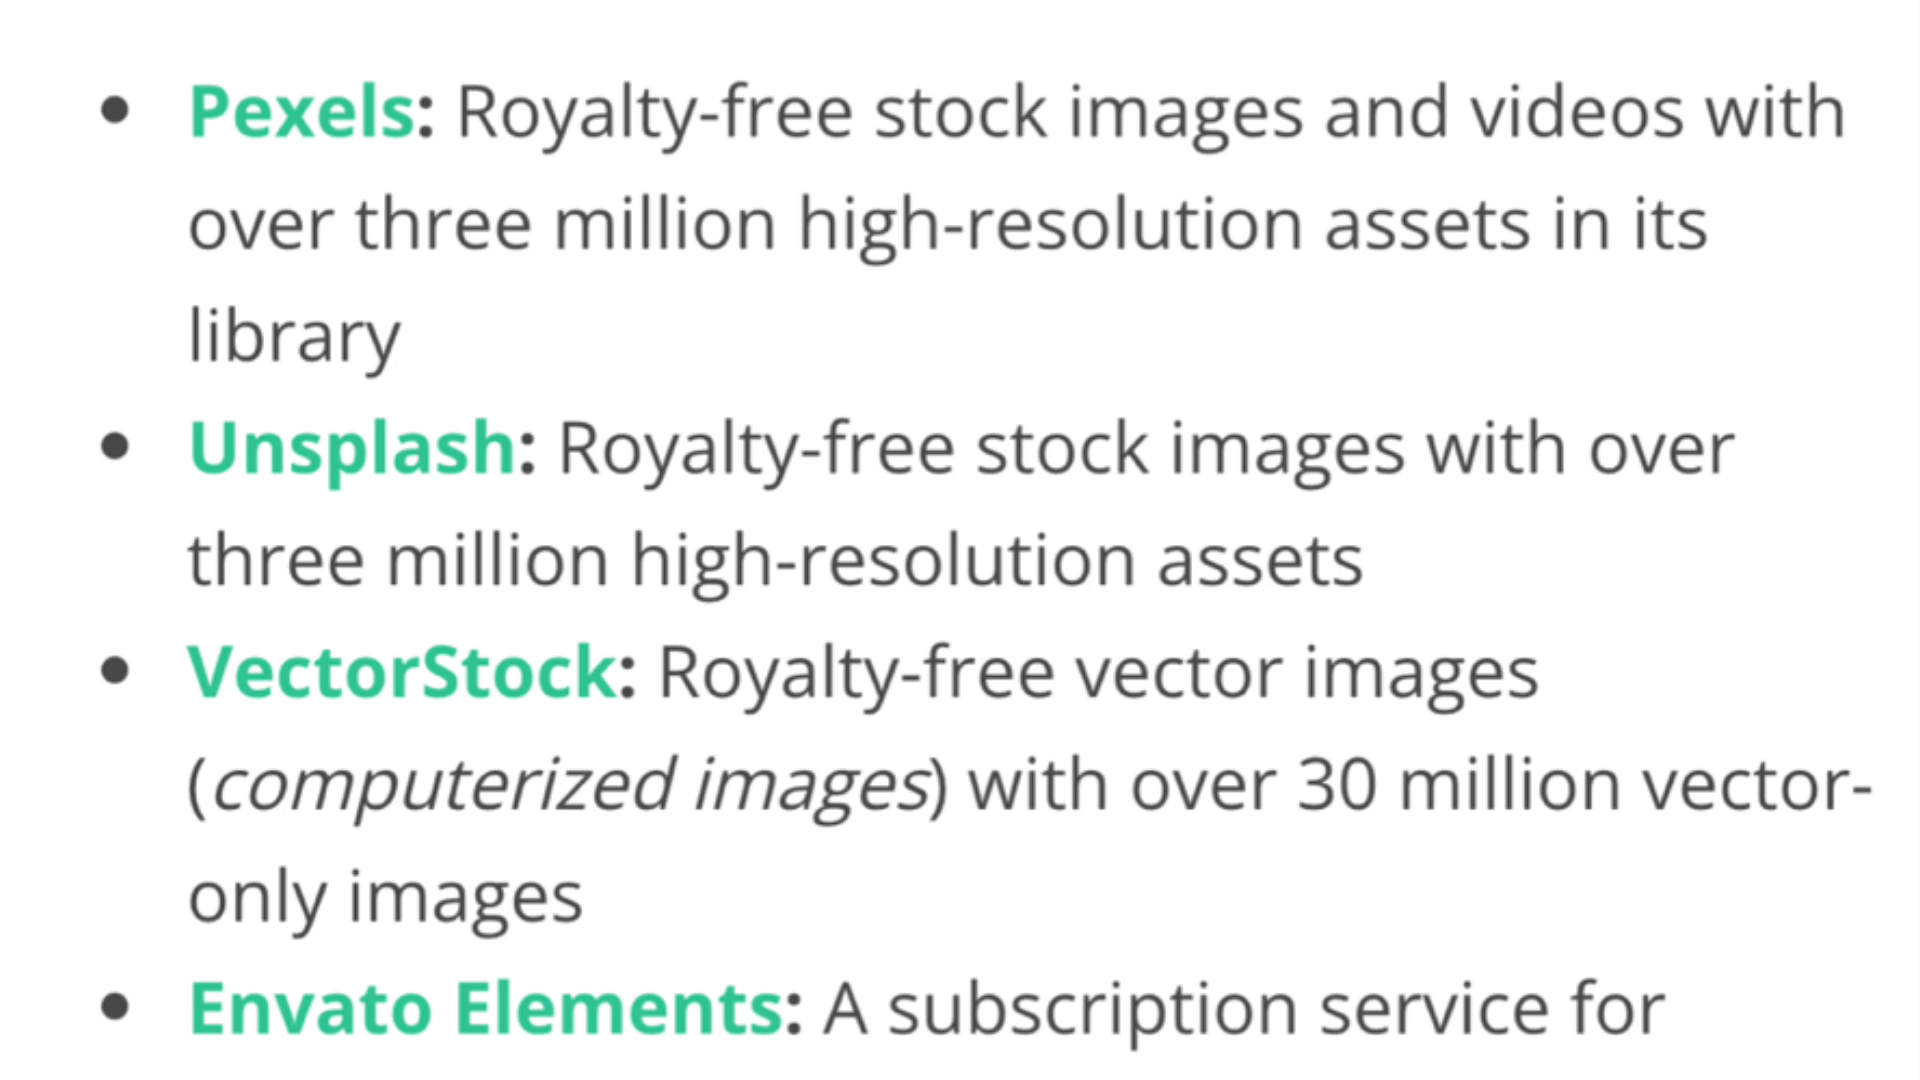 • Pexels: Royalty-free stock images and videos with
over three million high-resolution assets in its
library
• Unsplash: Royalty-free stock images with over
three million high-resolution assets
• VectorStock: Royalty-free vector images
(computerized images) with over 30 million vector-
only images
• Envato Elements: A subscription service for